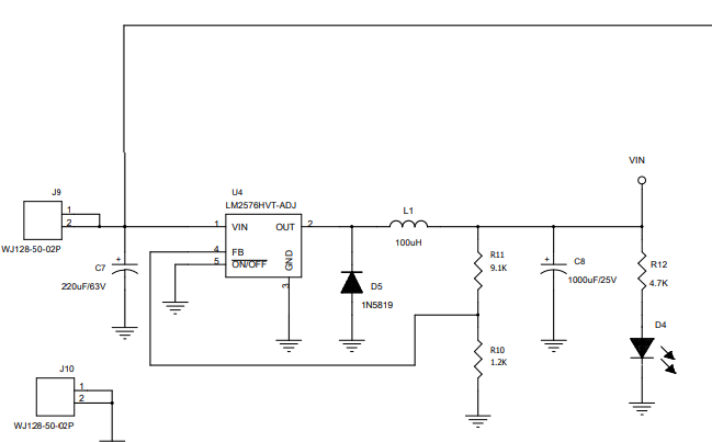 VIN
J9
1
2
WJ128-50-02P
U4
LM2576HVT-ADJ
1
VIN
OUT
2
4
FB
5
ON/OFF
GND
3
L1
100uH
+
C7
220uF/63V
D5
1N5819
R11
9.1K
+
C8
1000uF/25V
R12
4.7K
D4
R10
1.2K
J10
1
2
WJ128-50-02P